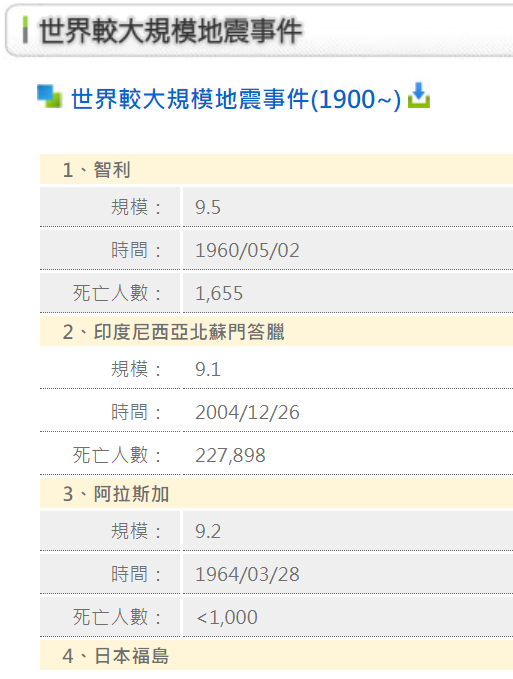 世界較大規模地震事件
世界較大規模地震事件(1900~)
1、智利
規模： 9.5
時間： 1960/05/02
死亡人數： 1,655
2、印度尼西亞北蘇門答臘
規模： 9.1
時間： 2004/12/26
死亡人數： 227,898
3、阿拉斯加
規模： 9.2
時間： 1964/03/28
死亡人數： <1,000
4、日本福島